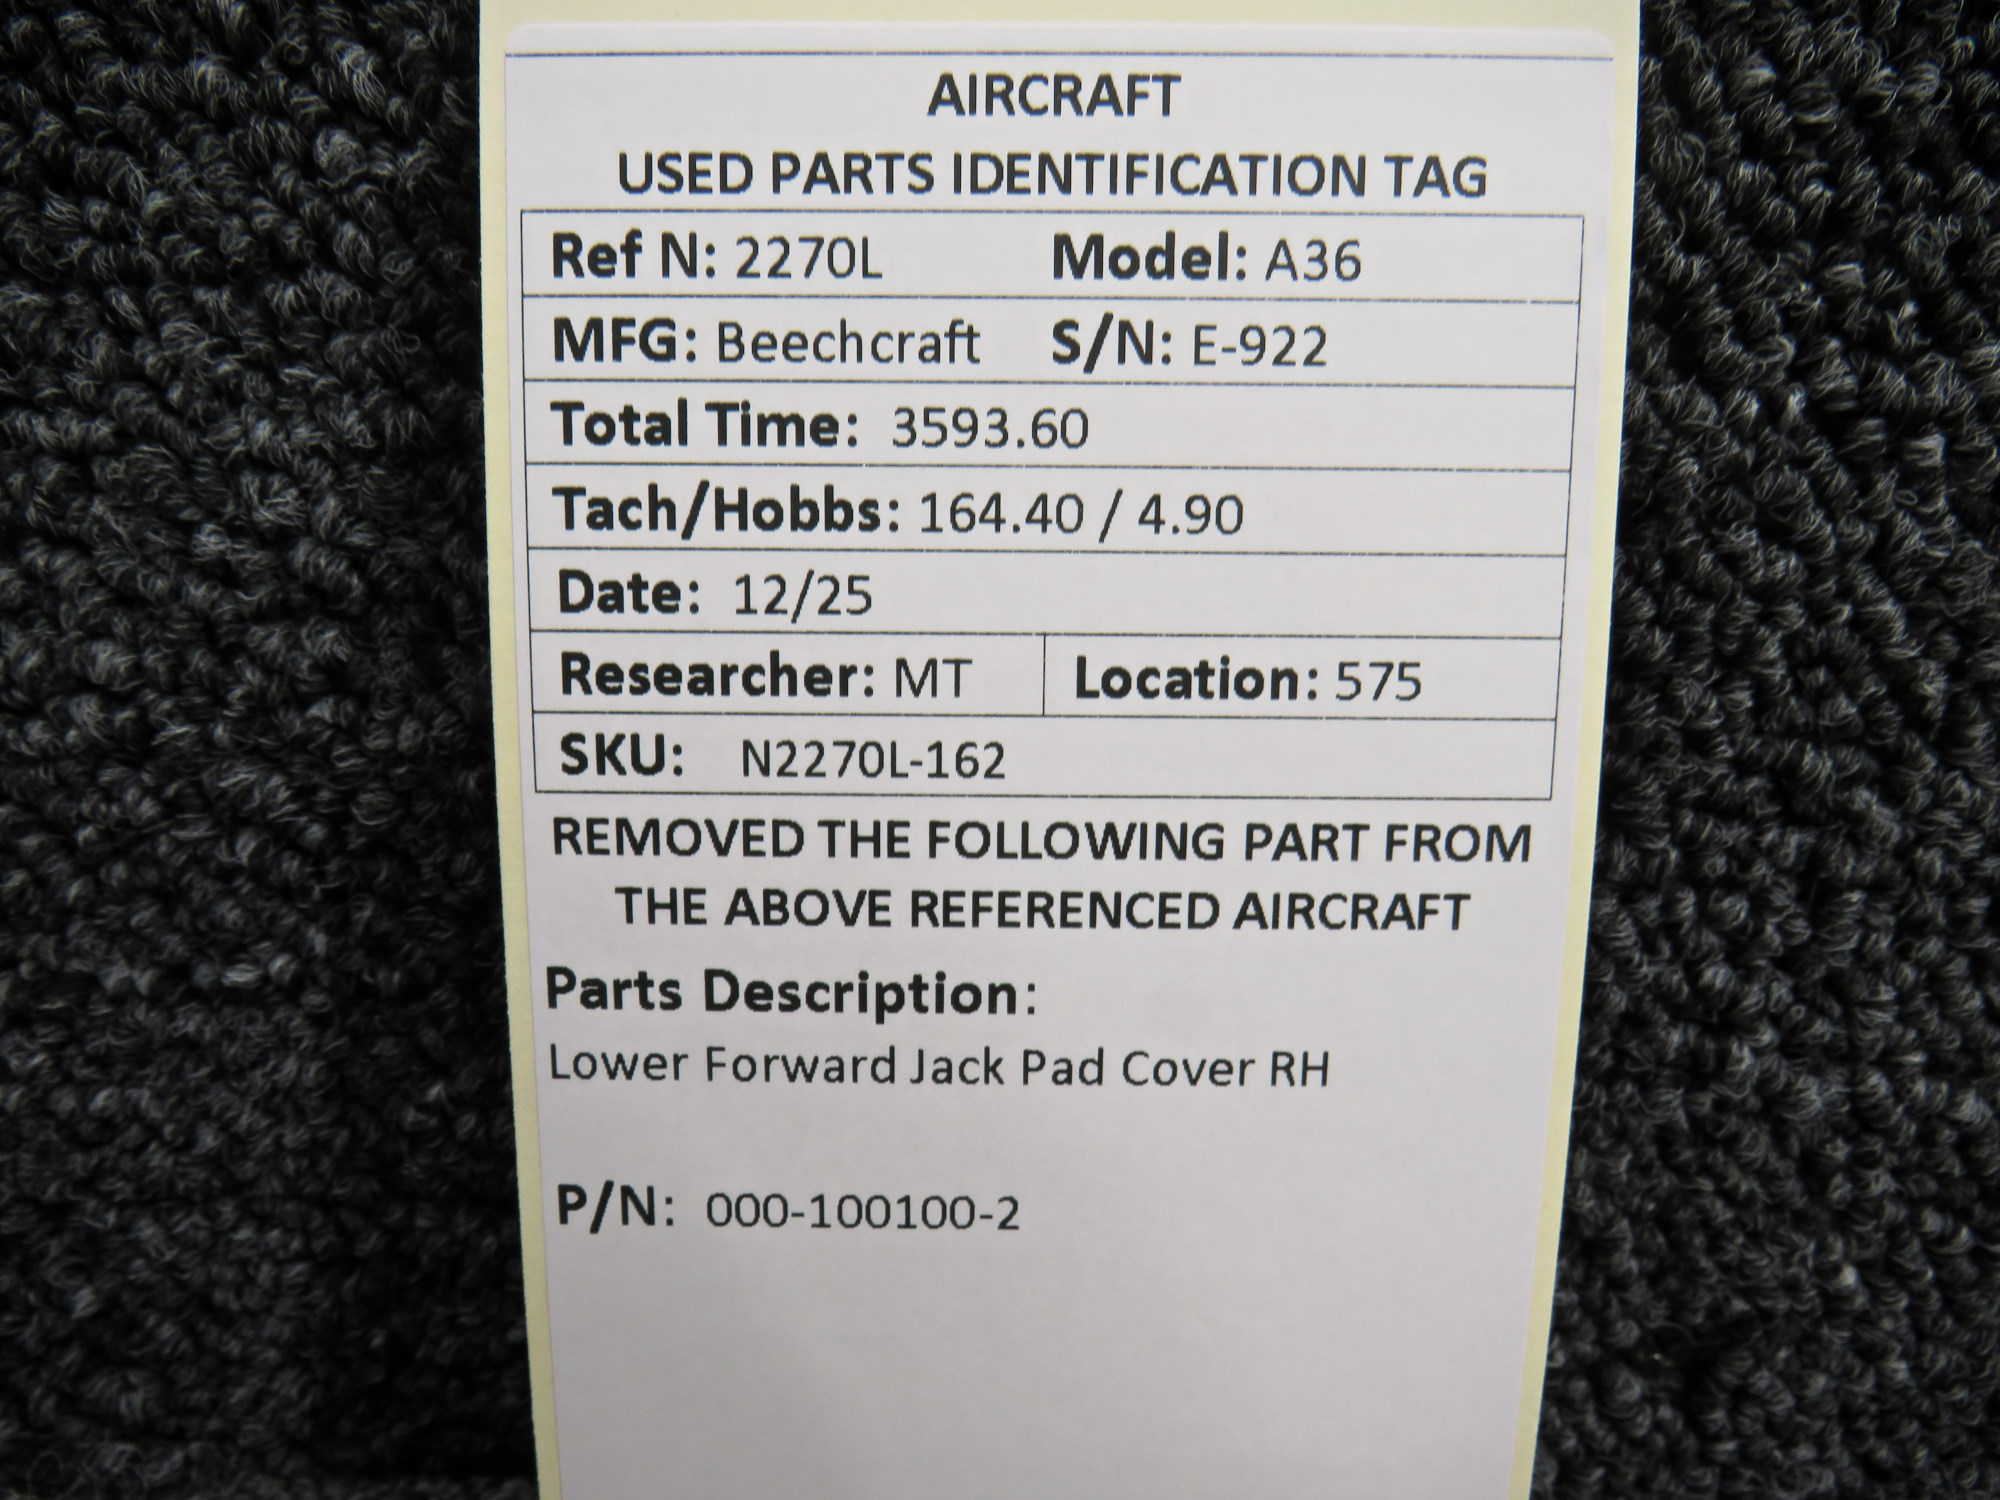 AIRCRAFT
USED PARTS IDENTIFICATION TAG
Ref N: 2270L Model: A36
MFG: Beechcraft S/N: E-922
Total Time: 3593.60
Tach/Hobbs: 164.40 / 4.90
Date: 12/25
Researcher: MT Location: 575
SKU: N2270L-162
REMOVED THE FOLLOWING PART FROM
THE ABOVE REFERENCED AIRCRAFT
Parts Description:
Lower Forward Jack Pad Cover RH
P/N: 000-100100-2